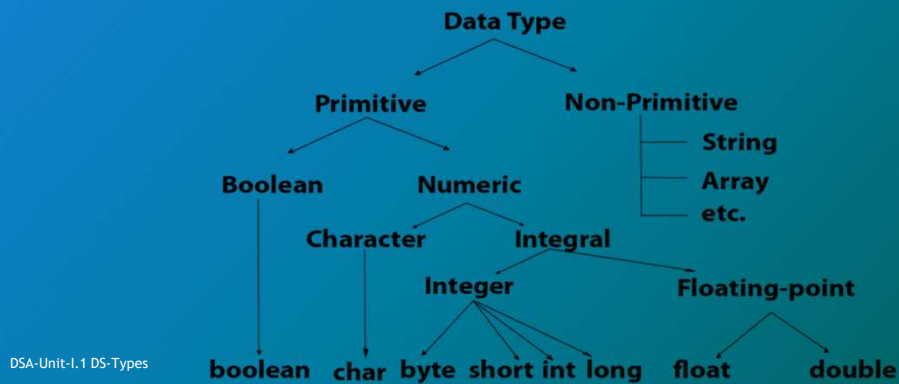 Data Type
Primitive
Non-Primitive
String
Boolean
Numeric
Array
etc.
Character
Integral
Integer
Floating-point
DSA-Unit-I.1 DS-Types
boolean char byte short int long float double